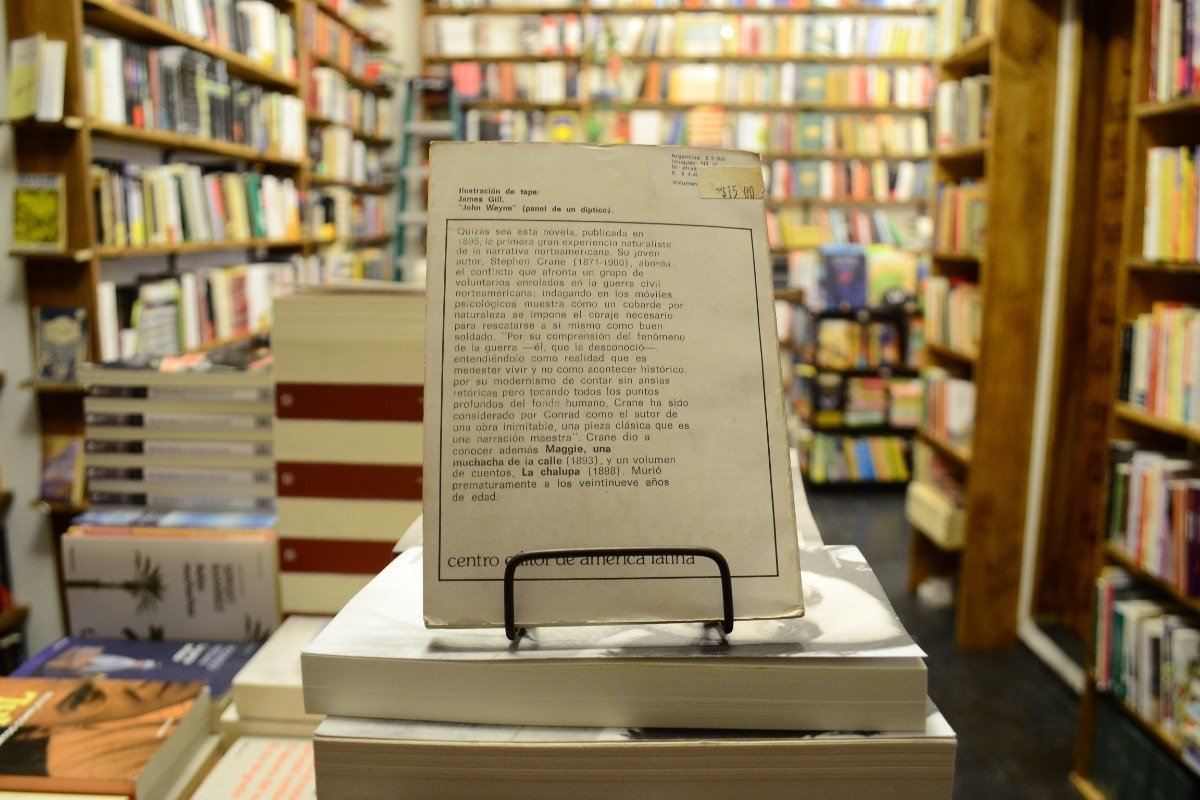 Argentina: $ 3.500
Uruguay: N$
Volumen
$15.00
Ilustración de tapa:
James Gill,
"John Wayne" (panel de un díptico)
Quizás sea esta novela, publicada en
1895, la primera gran experiencia naturalista
de la narrativa norteamericana. Su joven
autor, Stephen Crane (1871-1900), aborda
el conflicto que afronta un grupo de
voluntarios enrolados en la guerra civil
norteamericana; indagando en los móviles
psicológicos muestra cómo un cobarde por
naturaleza se impone el coraje necesario
para rescatarse a sí mismo como buen
soldado. "Por su comprensión del fenómeno
de la guerra —él, que la desconoció—,
entendiéndolo como realidad que es
menester vivir y no como acontecer histórico,
por su modernismo de contar sin ansias
retóricas pero tocando todos los puntos
profundos del fondo humano, Crane ha sido
considerado por Conrad como el autor de
una obra inimitable, una pieza clásica que es
una narración maestra". Crane dio a
conocer además Maggie, una
muchacha de la calle (1893), y un volumen
de cuentos, La chalupa (1898). Murió
prematuramente a los veintinueve años
de edad.
centro editor de américa latina